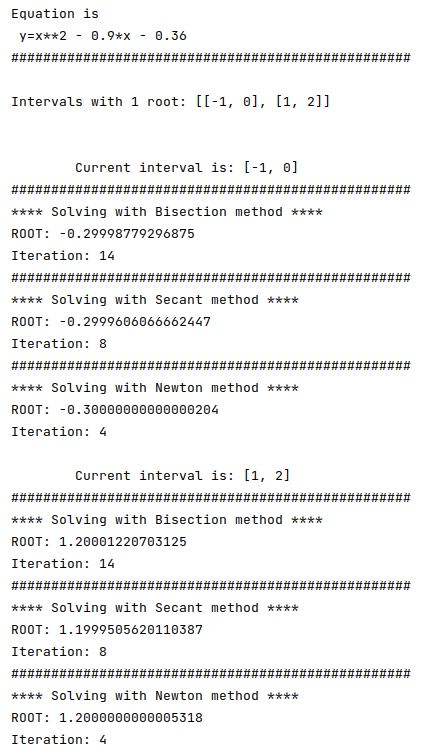 Equation is
 y=x**2 - 0.9*x - 0.36
##################################################
Intervals with 1 root: [[-1, 0], [1, 2]]
        Current interval is: [-1, 0]
##################################################
**** Solving with Bisection method ****
ROOT: -0.29998779296875
Iteration: 14
##################################################
**** Solving with Secant method ****
ROOT: -0.2999606066662447
Iteration: 8
##################################################
**** Solving with Newton method ****
ROOT: -0.30000000000000204
Iteration: 4
        Current interval is: [1, 2]
##################################################
**** Solving with Bisection method ****
ROOT: 1.20001220703125
Iteration: 14
##################################################
**** Solving with Secant method ****
ROOT: 1.1999505620110387
Iteration: 8
##################################################
**** Solving with Newton method ****
ROOT: 1.2000000000005318
Iteration: 4